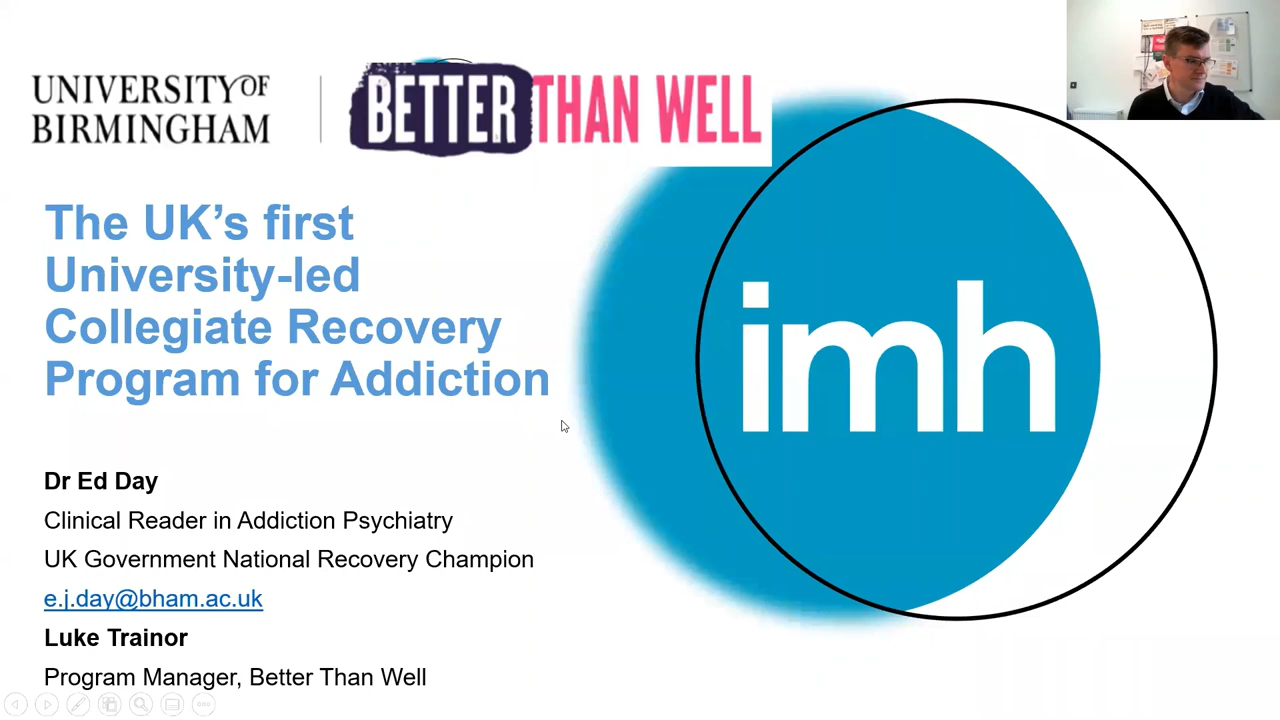 UNIVERSITY OF
BIRMINGHAM
BETTER THAN WELL
The UK’s first
University-led
Collegiate Recovery
Program for Addiction
imh
Dr Ed Day
Clinical Reader in Addiction Psychiatry
UK Government National Recovery Champion
e.j.day@bham.ac.uk
Luke Trainor
Program Manager, Better Than Well